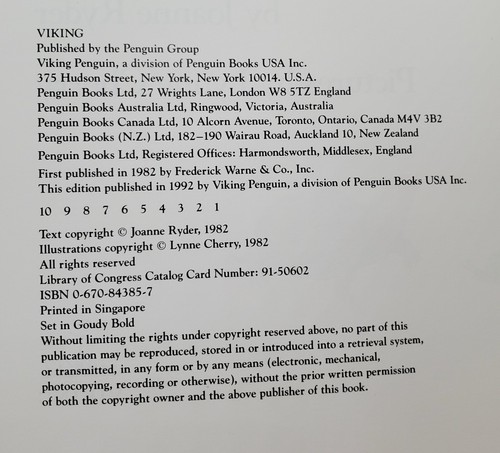 VIKING
Published by the Penguin Group
Viking Penguin, a division of Penguin Books USA Inc.
375 Hudson Street, New York, New York 10014. U.S.A.
Penguin Books Ltd, 27 Wrights Lane, London W8 5TZ England
Penguin Books Australia Ltd, Ringwood, Victoria, Australia
Penguin Books Canada Ltd, 10 Alcorn Avenue, Toronto, Ontario, Canada M4V 3B2
Penguin Books (N.Z.) Ltd, 182–190 Wairau Road, Auckland 10, New Zealand
Penguin Books Ltd, Registered Offices: Harmondsworth, Middlesex, England
First published in 1982 by Frederick Warne & Co., Inc.
This edition published in 1992 by Viking Penguin, a division of Penguin Books USA Inc.
10 9 8 7 6 5 4 3 2 1
Text copyright © Joanne Ryder, 1982
Illustrations copyright © Lynne Cherry, 1982
All rights reserved
Library of Congress Catalog Card Number: 91-50602
ISBN 0-670-84385-7
Printed in Singapore
Set in Goudy Bold
Without limiting the rights under copyright reserved above, no part of this
publication may be reproduced, stored in or introduced into a retrieval system,
or transmitted, in any form or by any means (electronic, mechanical,
photocopying, recording or otherwise), without the prior written permission
of both the copyright owner and the above publisher of this book.